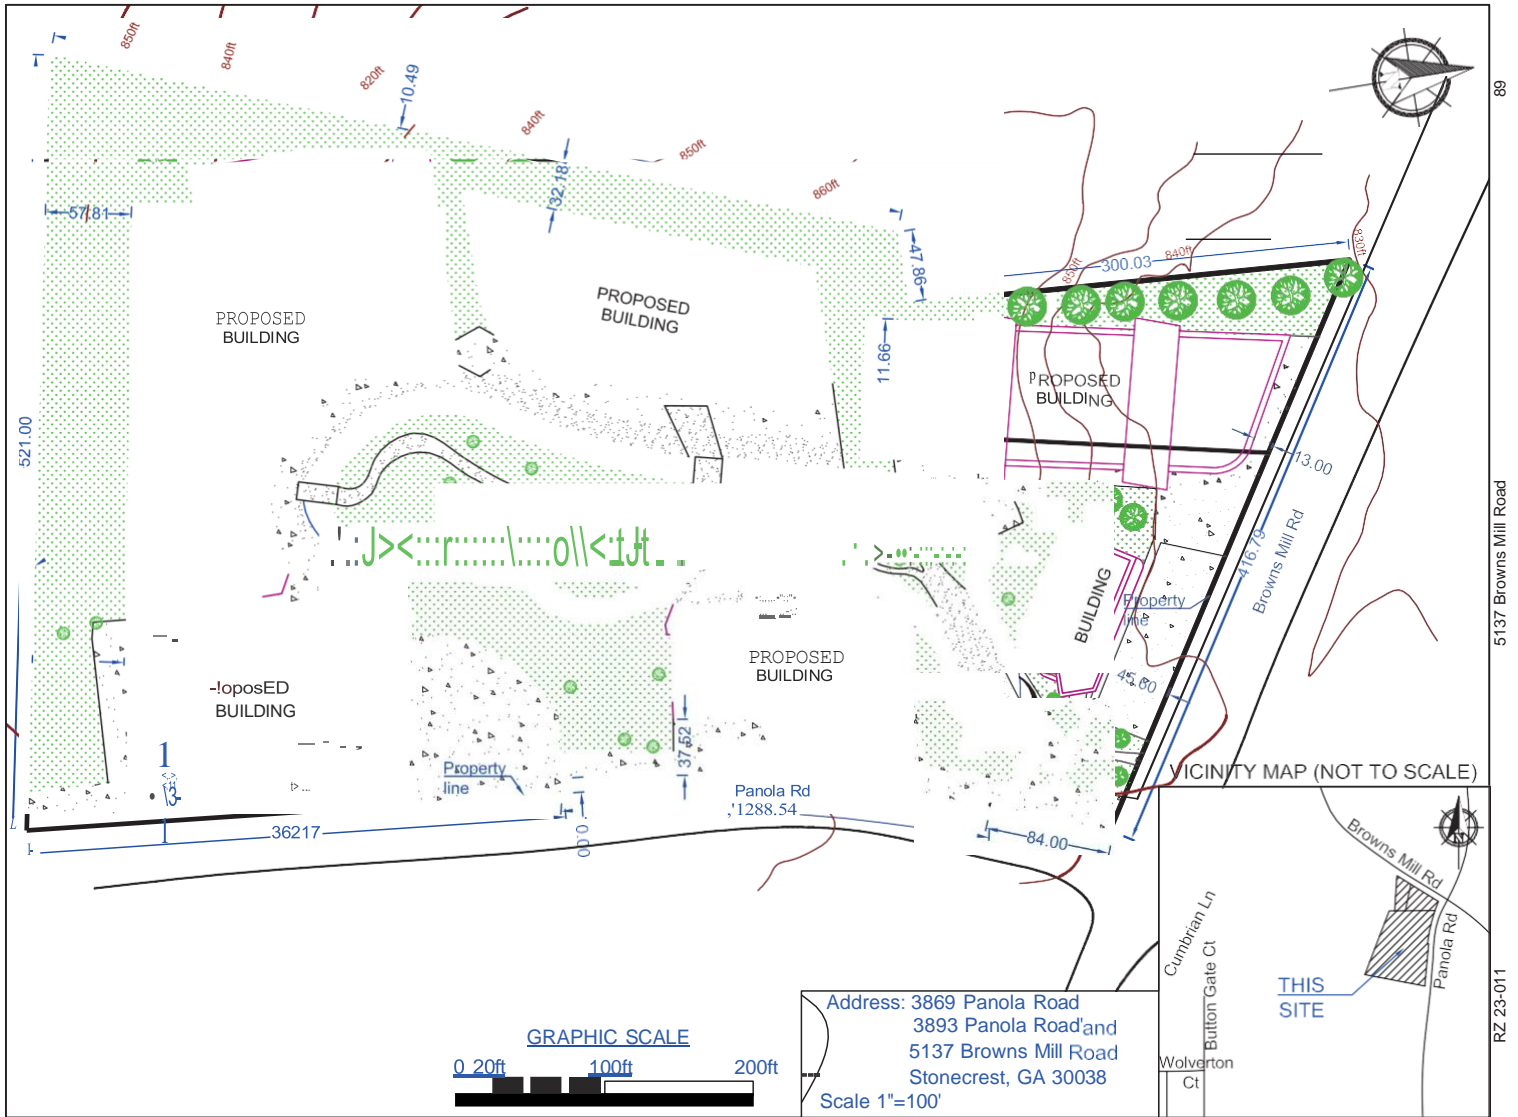 850ft
840ft
820ft
10.49
840ft
32.18
850ft
860ft
57.81
47.86
300.03
850ft
840ft
830ft
89
PROPOSED
BUILDING
PROPOSED
BUILDING
11.66
PROPOSED
BUILDING
521.00
13.00
416.79
Browns Mill Rd
5137 Browns Mill Road
BUILDING
Property
line
PROPOSED
BUILDING
45.80
-!oposED
BUILDING
37.52
Property
line
Panola Rd
,'1288.54
36217
0.00
84.00
VICINITY MAP (NOT TO SCALE)
Browns Mill Rd
Cumbrian Ln
Button Gate Ct
Panola Rd
THIS
SITE
Wolverton
Ct
RZ 23-011
GRAPHIC SCALE
0 20ft 100ft 200ft
Address: 3869 Panola Road
3893 Panola Road'and
5137 Browns Mill Road
Stonecrest, GA 30038
Scale 1"=100'